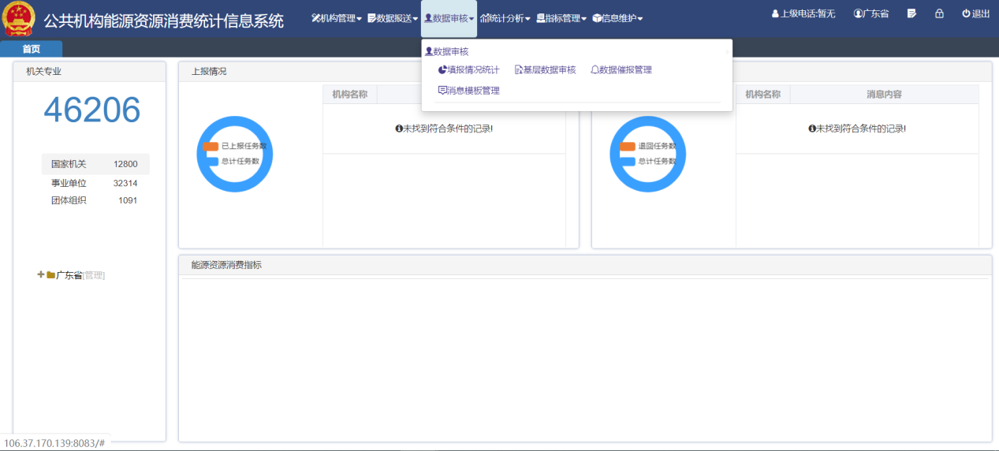 公共机构能源资源消费统计信息系统
机构管理 数据报送 数据审核 统计分析 指标管理 信息维护
上级电话:暂无 广东省 退出
首页
数据审核
填报情况统计 基层数据审核 数据催报管理
消息模板管理
机关专业
46206
国家机关 12800
事业单位 32314
团体组织 1091
广东省[管理]
上报情况
机构名称
已上报任务数
总计任务数
未找到符合条件的记录!
机构名称 消息内容
退回任务数
总计任务数
未找到符合条件的记录!
能源资源消费指标
106.37.170.139:8083/#